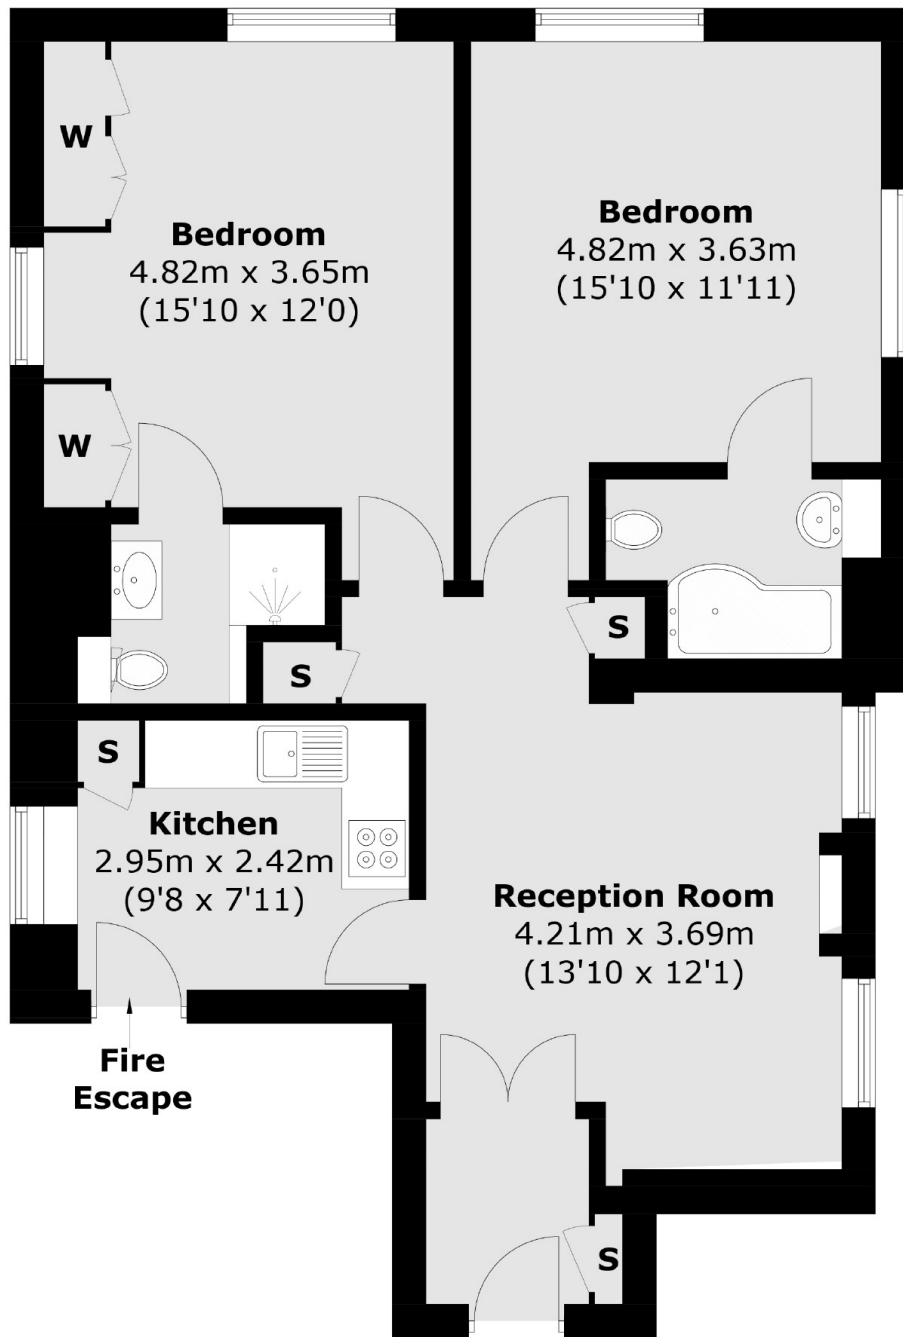 W
Bedroom
4.82m x 3.65m
(15'10 x 12'0)
Bedroom
4.82m x 3.63m
(15'10 x 11'11)
W
S
S
S
Kitchen
2.95m x 2.42m
(9'8 x 7'11)
Reception Room
4.21m x 3.69m
(13'10 x 12'1)
Fire
Escape
S